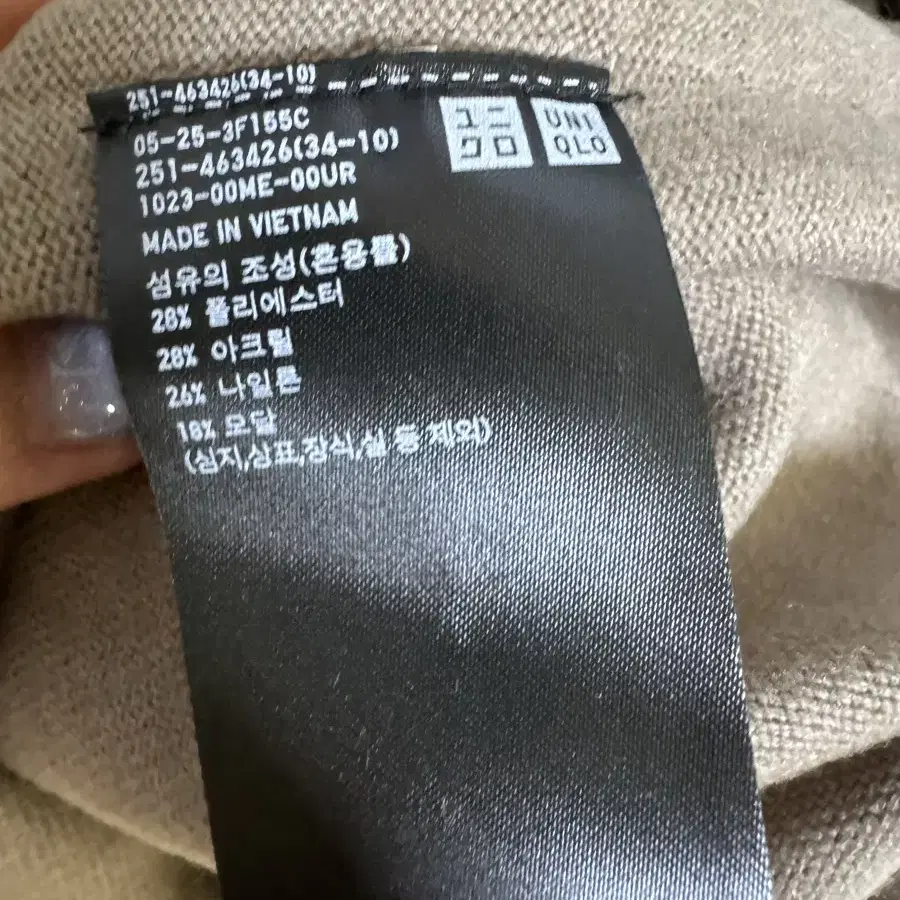 251-463426(34-10)
05-25-3F155C
251-463426(34-10)
1023-00ME-00UR
MADE IN VIETNAM
섬유의 조성(혼용률)
28% 폴리에스터
28% 아크릴
26% 나일론
18% 모달
(심지,상표,장식,실 등 제외)
ユニ
クロ
UNI
QLO